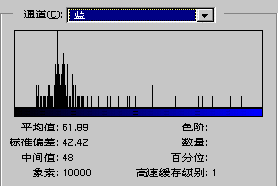 通道(C): 蓝
平均值: 61.89 色阶:
标准偏差: 42.42 数量:
中间值: 48 百分位:
象素: 10000 高速缓存级别: 1